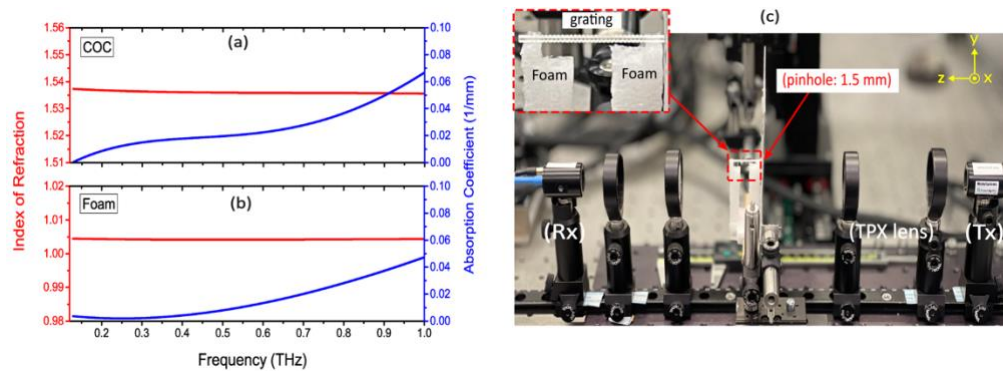 (a)
COC
1.56
1.55
1.54
1.53
1.52
1.51
0.10
0.08
0.06
0.04
0.02
0.00
Index of Refraction
Absorption Coefficient (1/mm)
(b)
Foam
1.02
1.00
0.99
0.98
0.10
0.08
0.06
0.04
0.02
0.00
0.2 0.3 0.4 0.5 0.6 0.7 0.8 0.9 1.0
Frequency (THz)
(c)
grating
Foam Foam
(pinhole: 1.5 mm)
y
z x
(Rx) (TPX lens) (Tx)